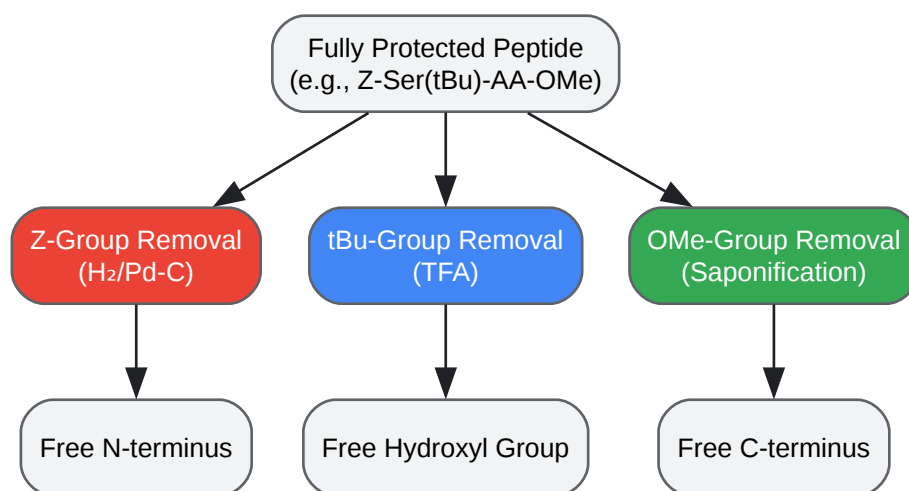 Fully Protected Peptide
(e.g., Z-Ser(tBu)-AA-OMe)
Z-Group Removal
(H₂/Pd-C)
tBu-Group Removal
(TFA)
OMe-Group Removal
(Saponification)
Free N-terminus
Free Hydroxyl Group
Free C-terminus